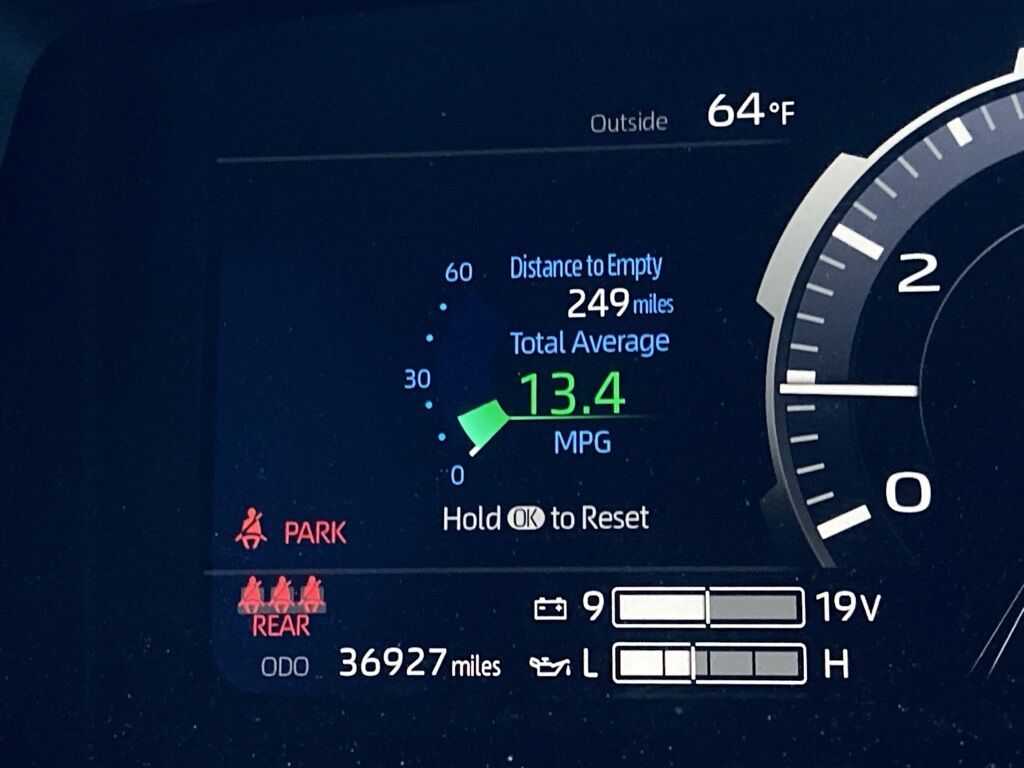 Outside 64°F
60 Distance to Empty
249 miles
Total Average
30 13.4
MPG
0
Hold OK to Reset
2
0
PARK
REAR
9 19V
ODO 36927 miles L H